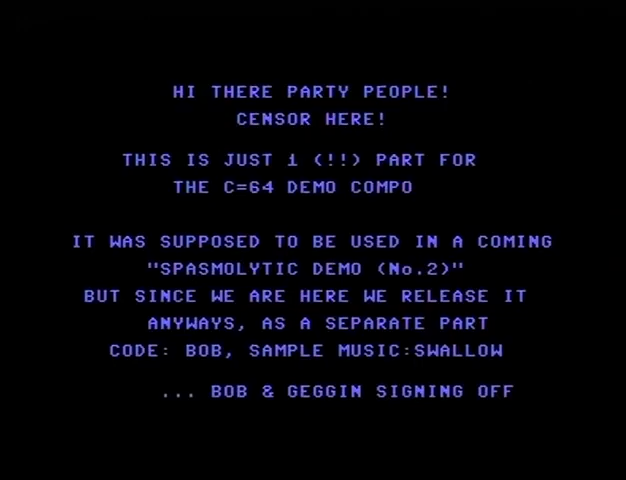 HI THERE PARTY PEOPLE!
CENSOR HERE!
THIS IS JUST 1 (!!) PART FOR
THE C=64 DEMO COMPO
IT WAS SUPPOSED TO BE USED IN A COMING
"SPASMOLYTIC DEMO (No.2)"
BUT SINCE WE ARE HERE WE RELEASE IT
ANYWAYS, AS A SEPARATE PART
CODE: BOB, SAMPLE MUSIC:SWALLOW
... BOB & GEGGIN SIGNING OFF